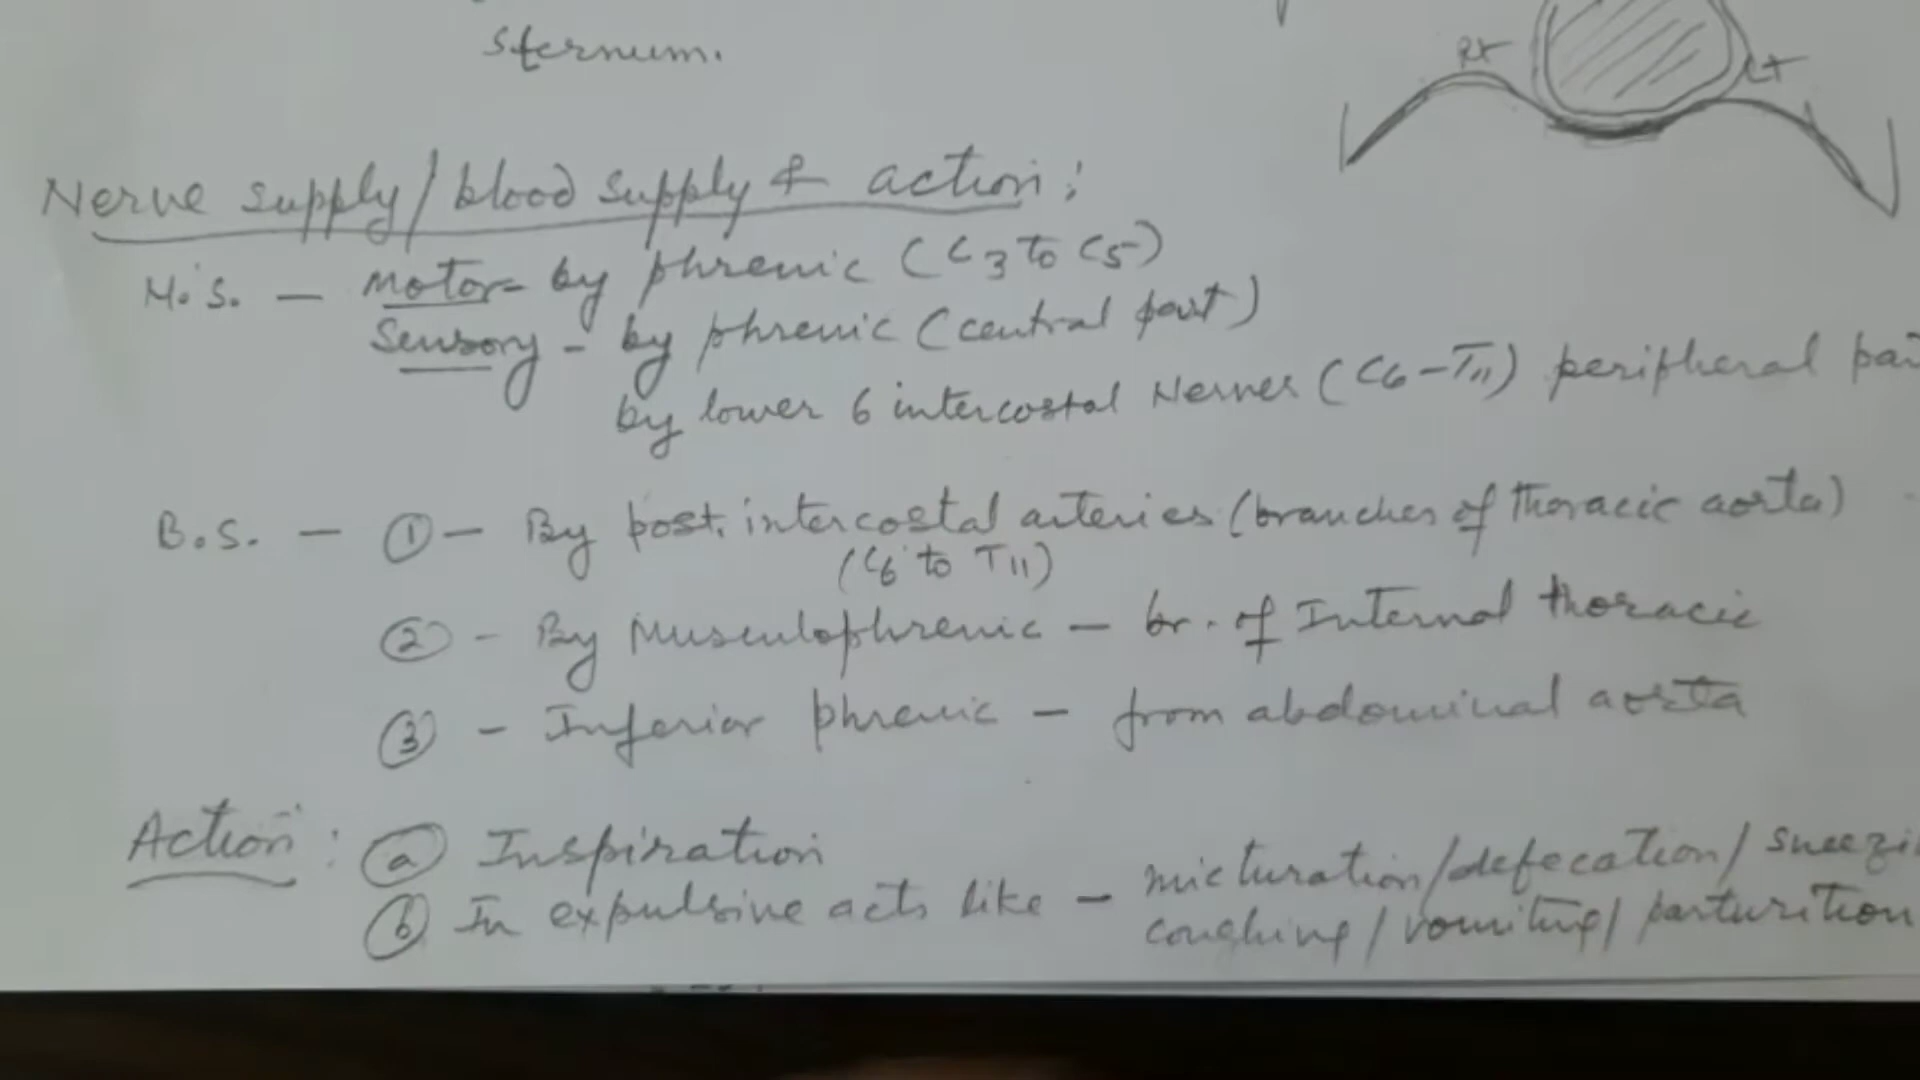 sternum.
Rt
Lt
Nerve supply/blood supply & action:
N.S. — Motor- by phrenic (C3 to C5)
Sensory - by phrenic (central part)
by lower 6 intercostal Nerves (C6-T11) peripheral pa
B.S. — ① — By post. intercostal arteries (branches of thoracic aorta)
(C6 to T11)
② - By Musculophrenic — br. of Internal thoracic
③ - Inferior phrenic — from abdominal aorta
Action: ⓐ Inspiration
ⓑ In expulsive acts like — micturation/defecation/sneezi
coughing/vomiting/parturition